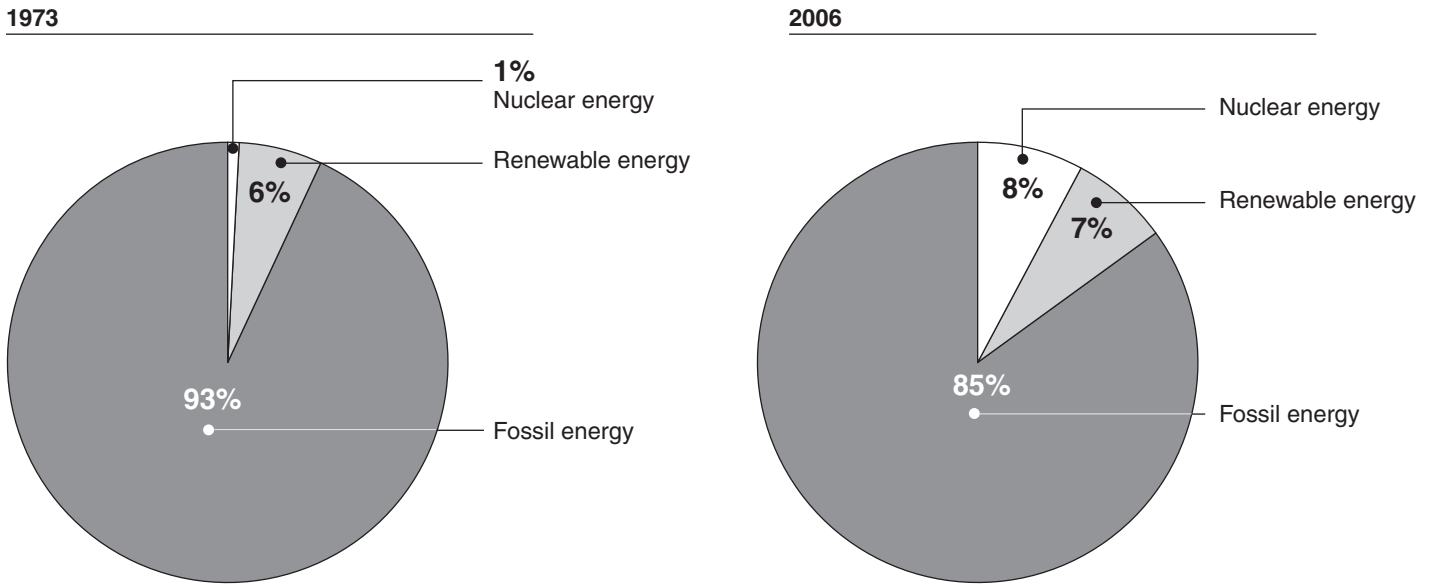 1973
1%
Nuclear energy
Renewable energy
6%
93%
Fossil energy
2006
Nuclear energy
8%
Renewable energy
7%
85%
Fossil energy